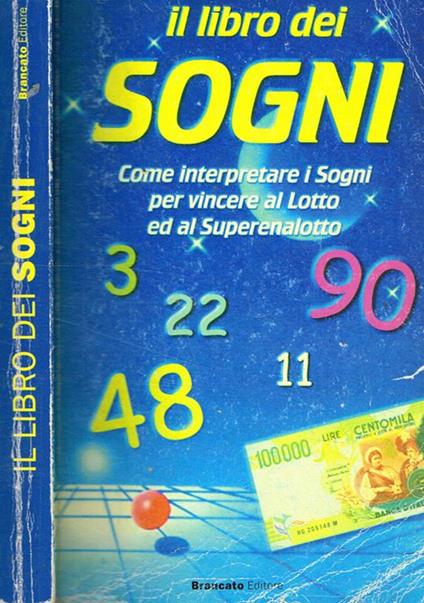 il libro dei
SOGNI
Come interpretare i Sogni
per vincere al Lotto
ed al Superenalotto
3
90
22
11
48
100000 LIRE CENTOMILA
BANCA D'I
Brancato Editore
IL LIBRO DEI SOGNI
Brancato Editore